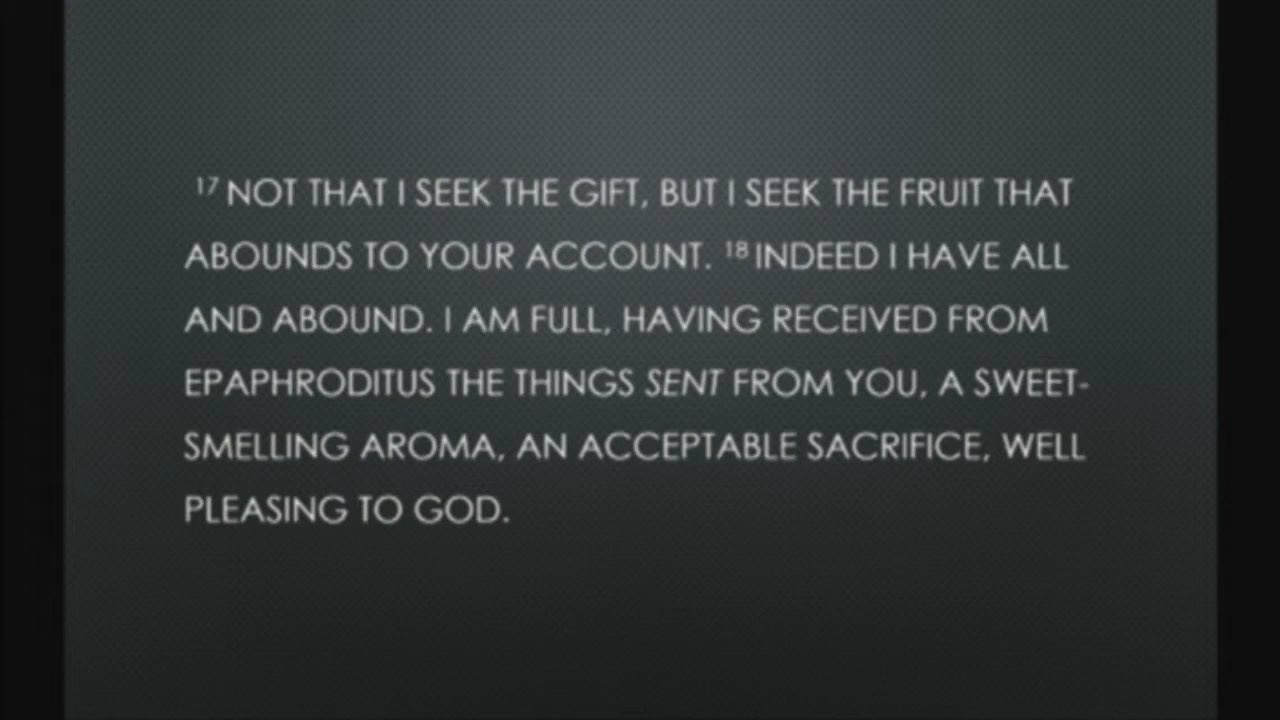 17 NOT THAT I SEEK THE GIFT, BUT I SEEK THE FRUIT THAT
ABOUNDS TO YOUR ACCOUNT. 18 INDEED I HAVE ALL
AND ABOUND. I AM FULL, HAVING RECEIVED FROM
EPAPHRODITUS THE THINGS SENT FROM YOU, A SWEET-
SMELLING AROMA, AN ACCEPTABLE SACRIFICE, WELL
PLEASING TO GOD.